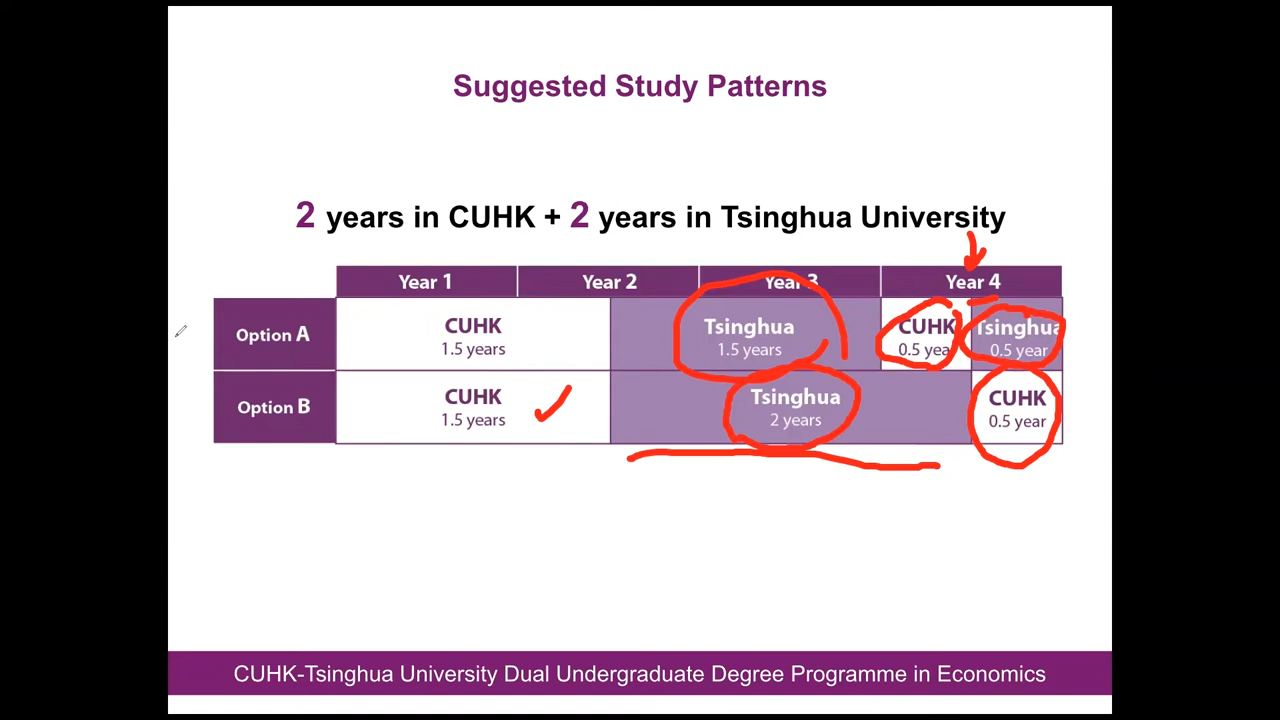 Suggested Study Patterns
2 years in CUHK + 2 years in Tsinghua University
Year 1 Year 2 Year 3 Year 4
Option A CUHK Tsinghua CUHK Tsinghua
1.5 years 1.5 years 0.5 year 0.5 year
Option B CUHK Tsinghua CUHK
1.5 years 2 years 0.5 year
CUHK-Tsinghua University Dual Undergraduate Degree Programme in Economics